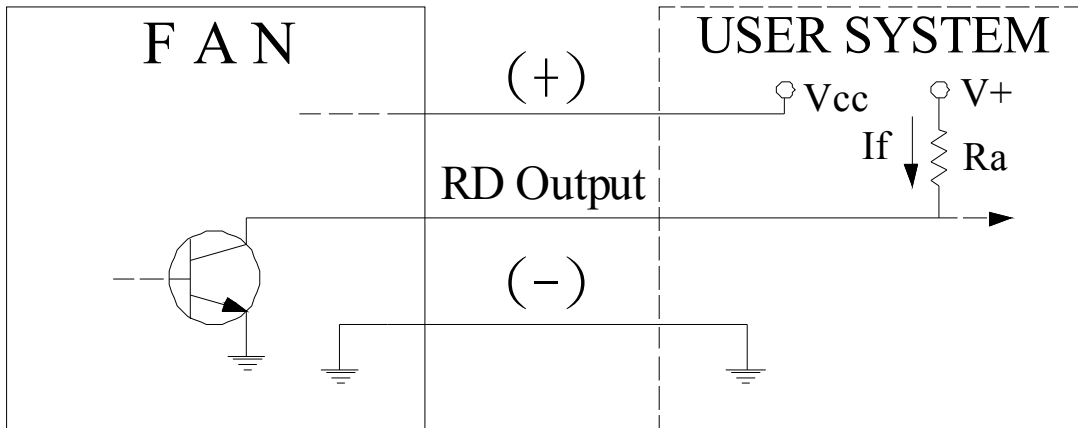 F A N
USER SYSTEM
(+)
Vcc
V+
If
Ra
RD Output
(-)